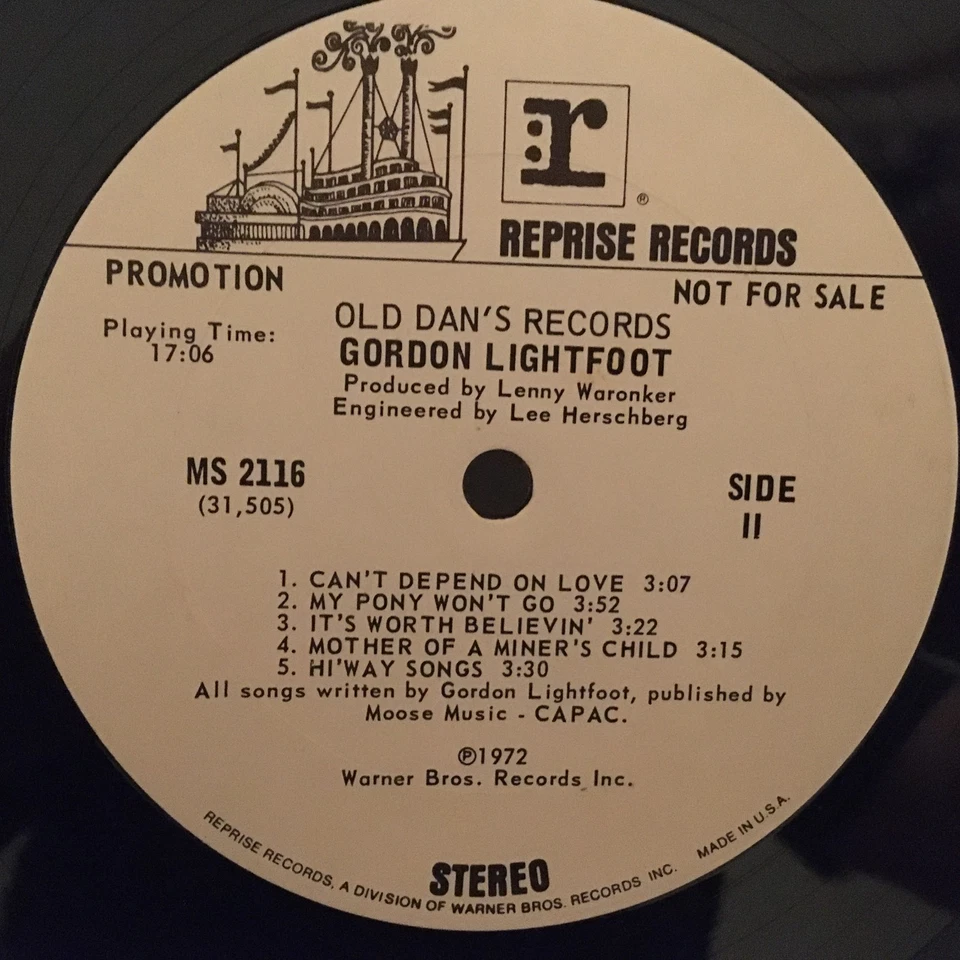 :r
®
REPRISE RECORDS
PROMOTION
NOT FOR SALE
Playing Time:
17:06
OLD DAN'S RECORDS
GORDON LIGHTFOOT
Produced by Lenny Waronker
Engineered by Lee Herschberg
MS 2116
(31,505)
SIDE
II
1. CAN'T DEPEND ON LOVE 3:07
2. MY PONY WON'T GO 3:52
3. IT'S WORTH BELIEVIN' 3:22
4. MOTHER OF A MINER'S CHILD 3:15
5. HI'WAY SONGS 3:30
All songs written by Gordon Lightfoot, published by
Moose Music - CAPAC.
℗1972
Warner Bros. Records Inc.
STEREO
REPRISE RECORDS, A DIVISION OF WARNER BROS. RECORDS INC. MADE IN U.S.A.